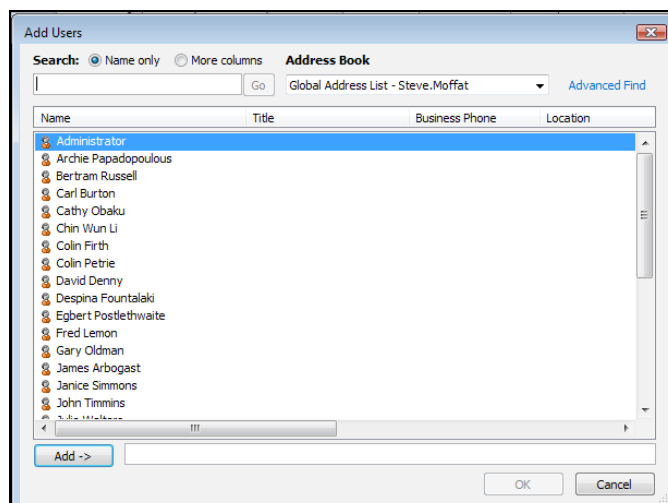 Add Users
Search: Name only More columns Address Book
Go Global Address List - Steve.Moffat Advanced Find
Name Title Business Phone Location
Administrator
Archie Papadopoulous
Bertram Russell
Carl Burton
Cathy Obaku
Chin Wun Li
Colin Firth
Colin Petrie
David Denny
Despina Fountalaki
Egbert Postlethwaite
Fred Lemon
Gary Oldman
James Arbogast
Janice Simmons
John Timmins
Add ->
OK Cancel